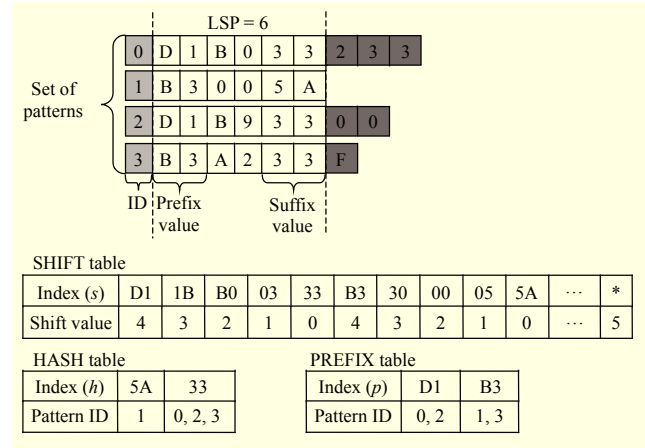 LSP = 6
0 D 1 B 0 3 3 2 3 3
1 B 3 0 0 5 A
Set of patterns
2 D 1 B 9 3 3 0 0
3 B 3 A 2 3 3 F
ID Prefix value Suffix value
SHIFT table
Index (s) D1 1B B0 03 33 B3 30 00 05 5A ... *
Shift value 4 3 2 1 0 4 3 2 1 0 ... 5
HASH table
Index (h) 5A 33
Pattern ID 1 0, 2, 3
PREFIX table
Index (p) D1 B3
Pattern ID 0, 2 1, 3